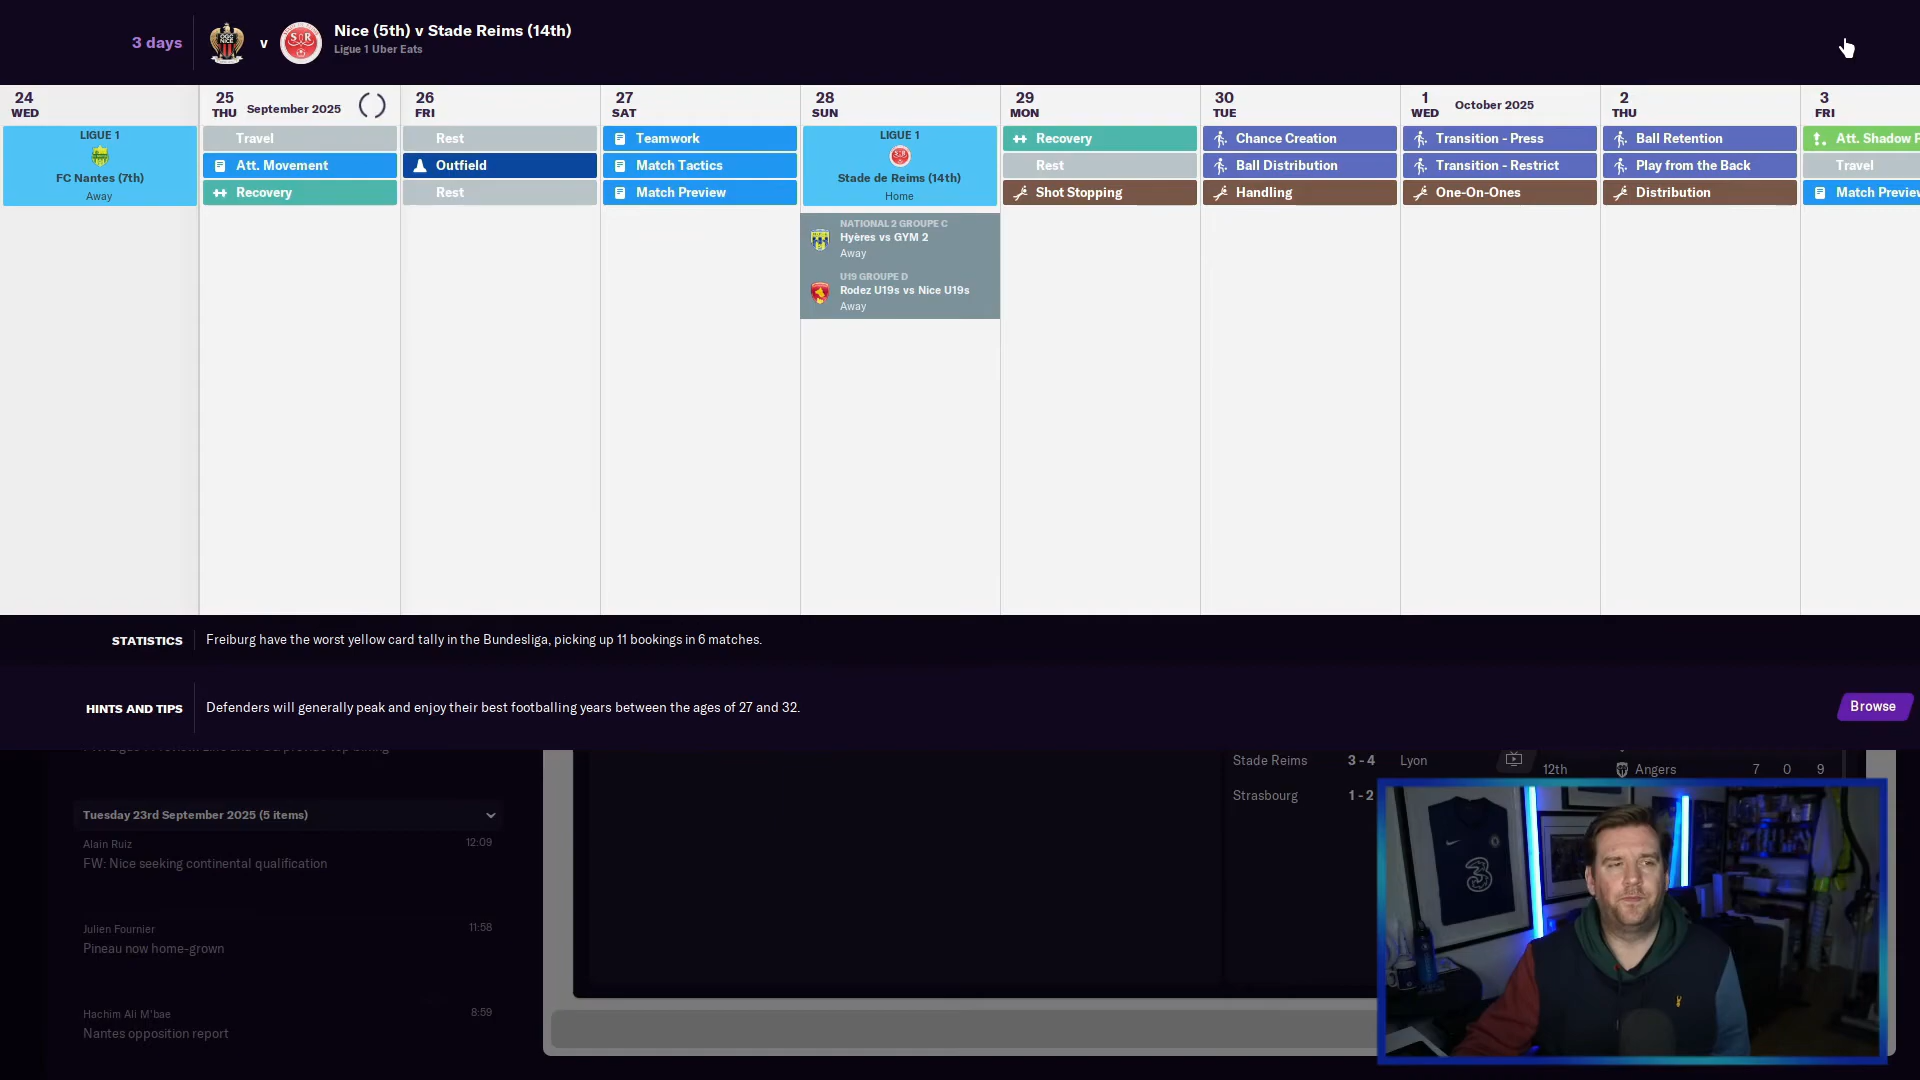 3 days
v
Nice (5th) v Stade Reims (14th)
Ligue 1 Uber Eats
24
WED
25
THU
September 2025
26
FRI
27
SAT
28
SUN
29
MON
30
TUE
1
WED
October 2025
2
THU
3
FRI
LIGUE 1
FC Nantes (7th)
Away
Travel
Att. Movement
Recovery
Rest
Outfield
Rest
Teamwork
Match Tactics
Match Preview
LIGUE 1
Stade de Reims (14th)
Home
NATIONAL 2 GROUPE C
Hyères vs GYM 2
Away
U19 GROUPE D
Rodez U19s vs Nice U19s
Away
Recovery
Rest
Shot Stopping
Chance Creation
Ball Distribution
Handling
Transition - Press
Transition - Restrict
One-On-Ones
Ball Retention
Play from the Back
Distribution
Att. Shadow P
Travel
Match Preview
STATISTICS
Freiburg have the worst yellow card tally in the Bundesliga, picking up 11 bookings in 6 matches.
HINTS AND TIPS
Defenders will generally peak and enjoy their best footballing years between the ages of 27 and 32.
Browse
Stade Reims 3 - 4 Lyon
Strasbourg 1 - 2
12th Angers 7 0 9
Tuesday 23rd September 2025 (5 items)
Alain Ruiz 12:09
FW: Nice seeking continental qualification
Julien Fournier 11:58
Pineau now home-grown
Hachim Ali M'bae 8:59
Nantes opposition report
3